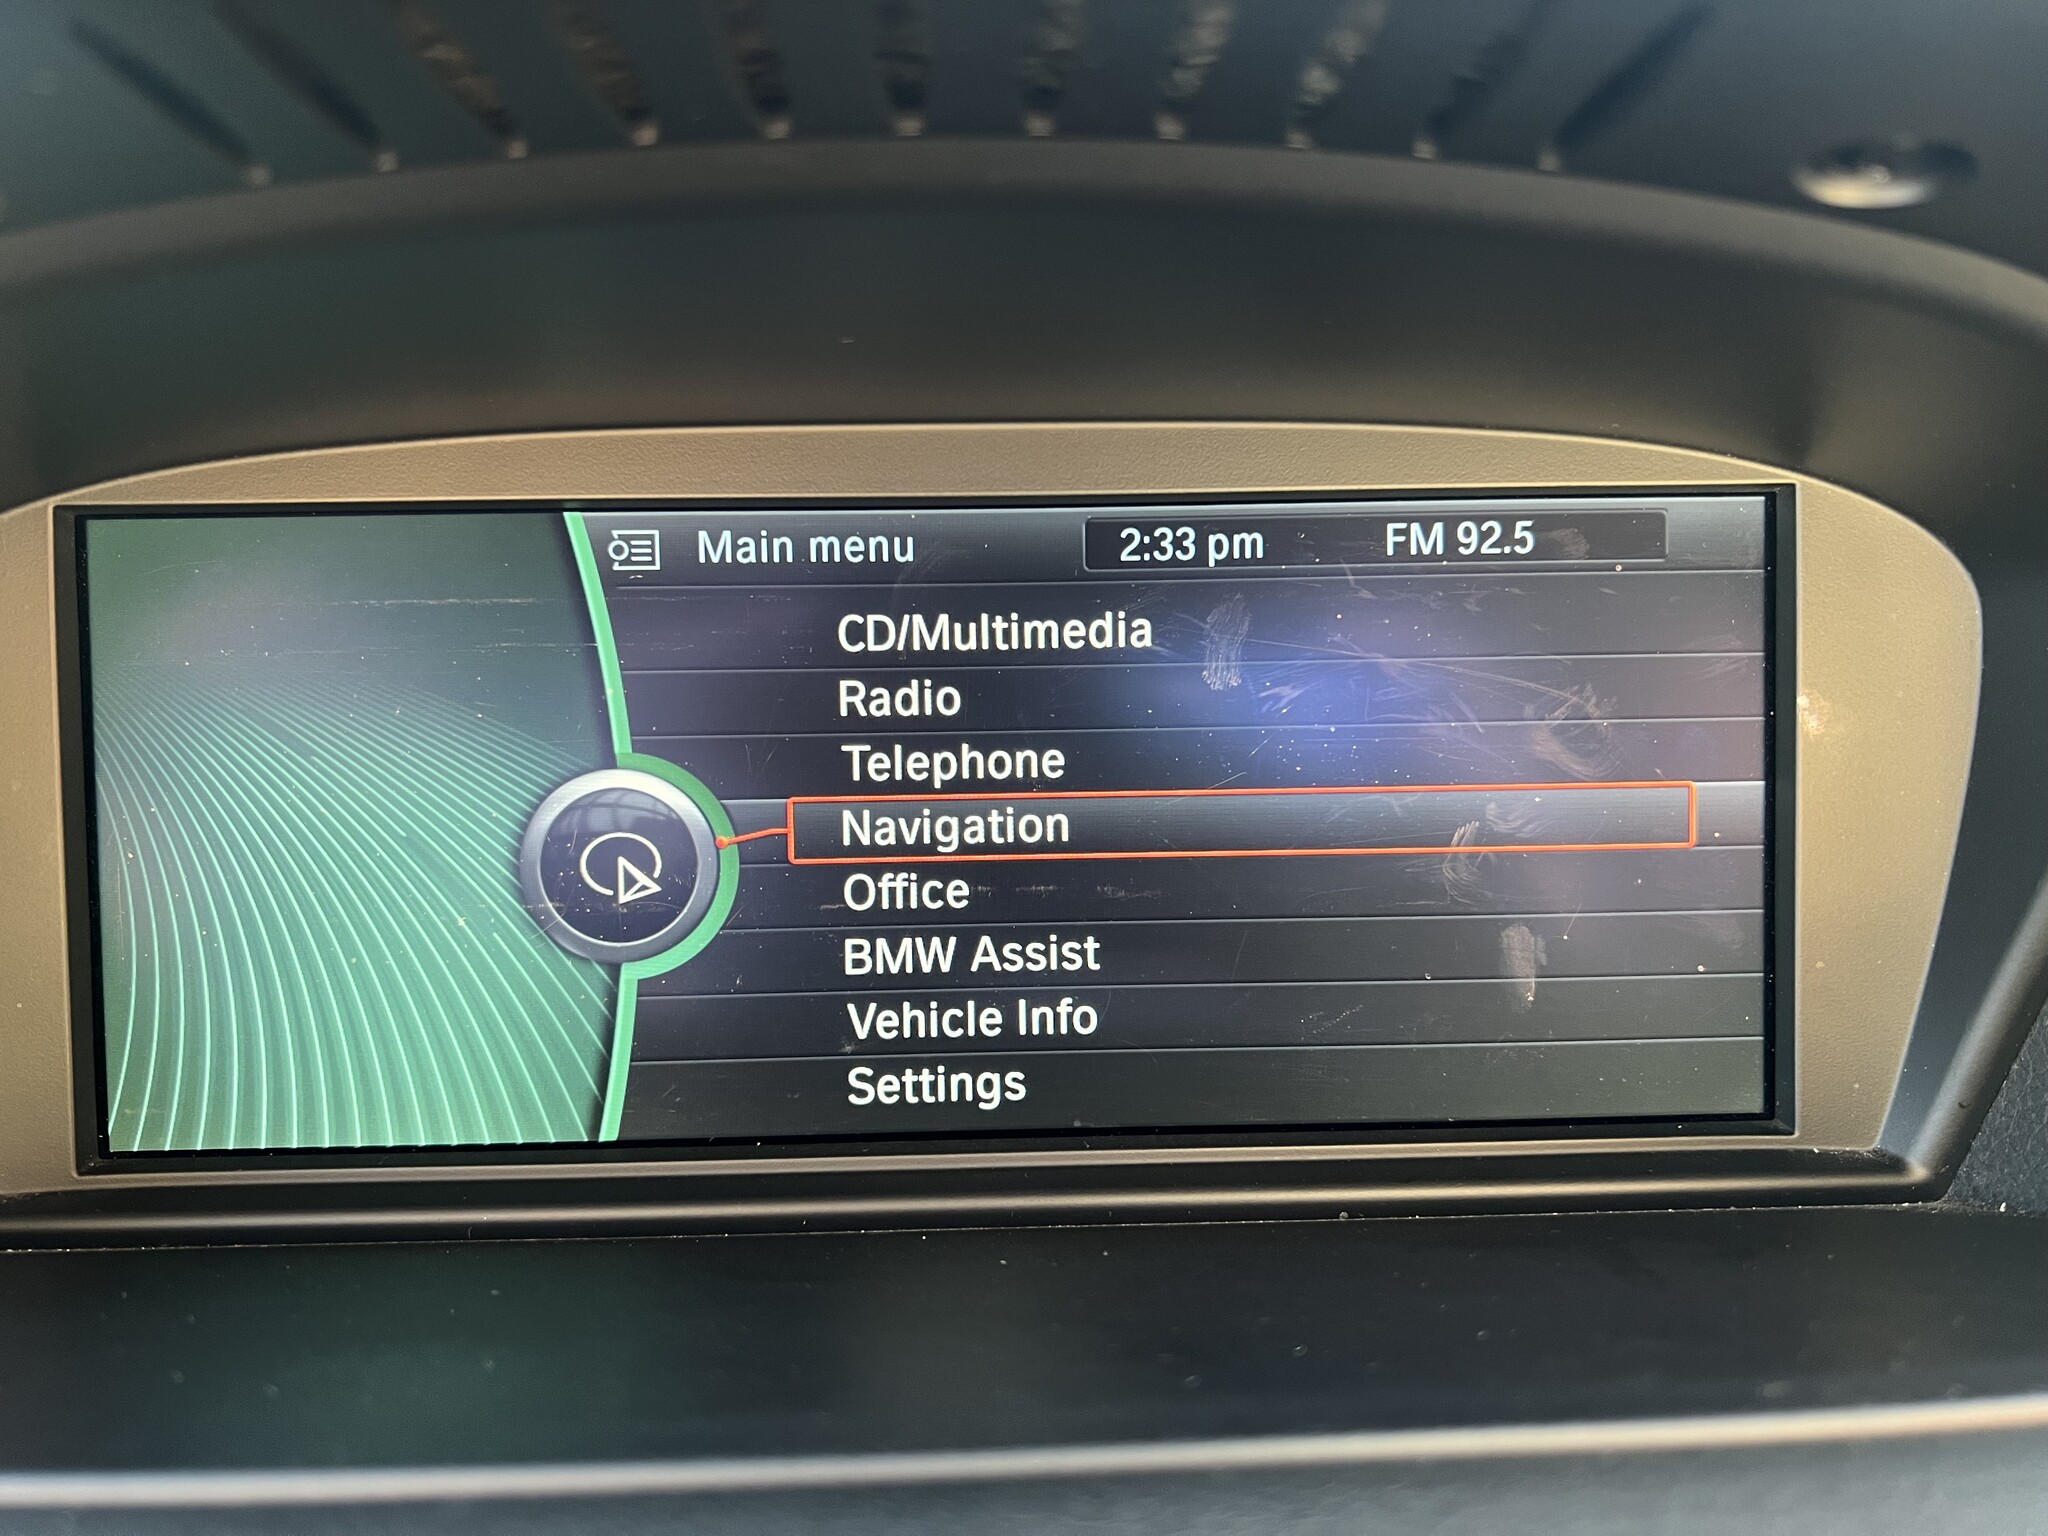 Main menu 2:33 pm FM 92.5
CD/Multimedia
Radio
Telephone
Navigation
Office
BMW Assist
Vehicle Info
Settings